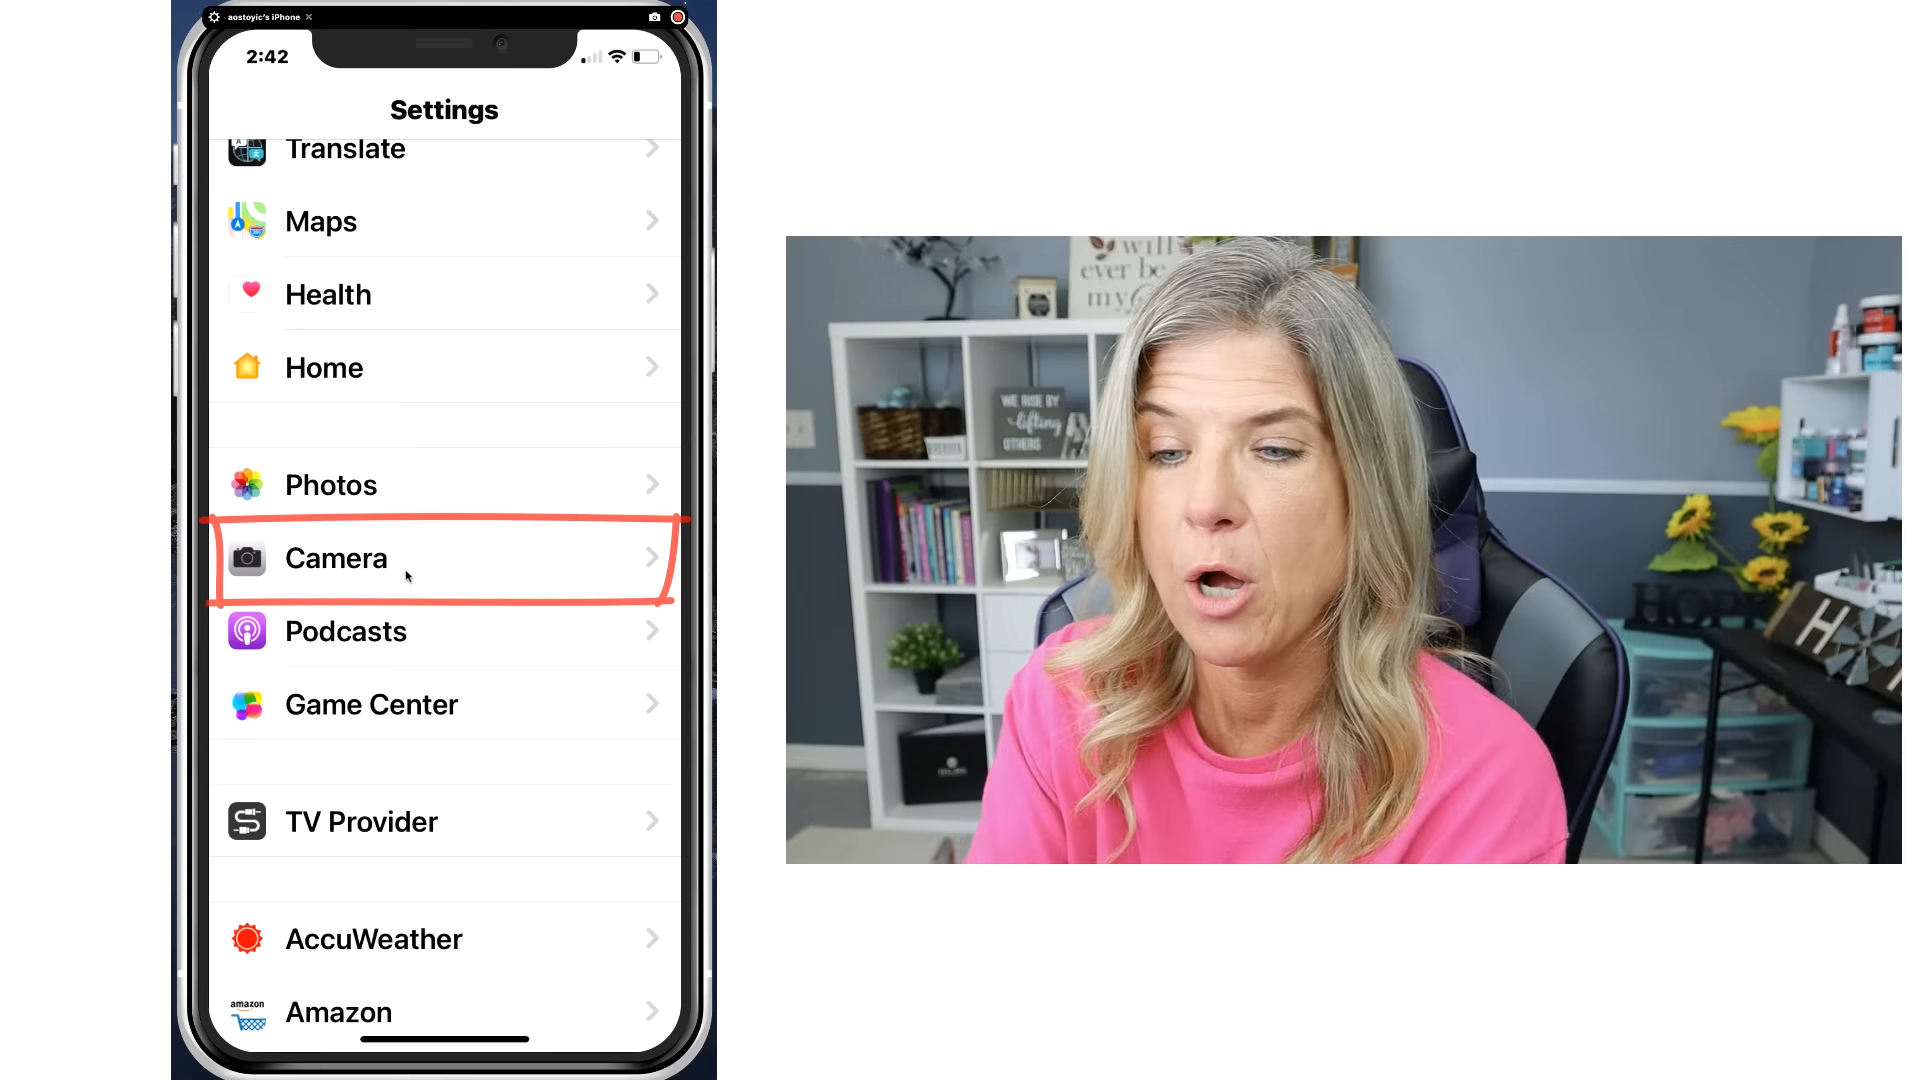 aostoyic's iPhone
2:42
Settings
Translate
Maps
Health
Home
Photos
Camera
Podcasts
Game Center
TV Provider
AccuWeather
amazon
Amazon
will
ever be
my
WE RISE BY
lifting
OTHERS
HOPE
H